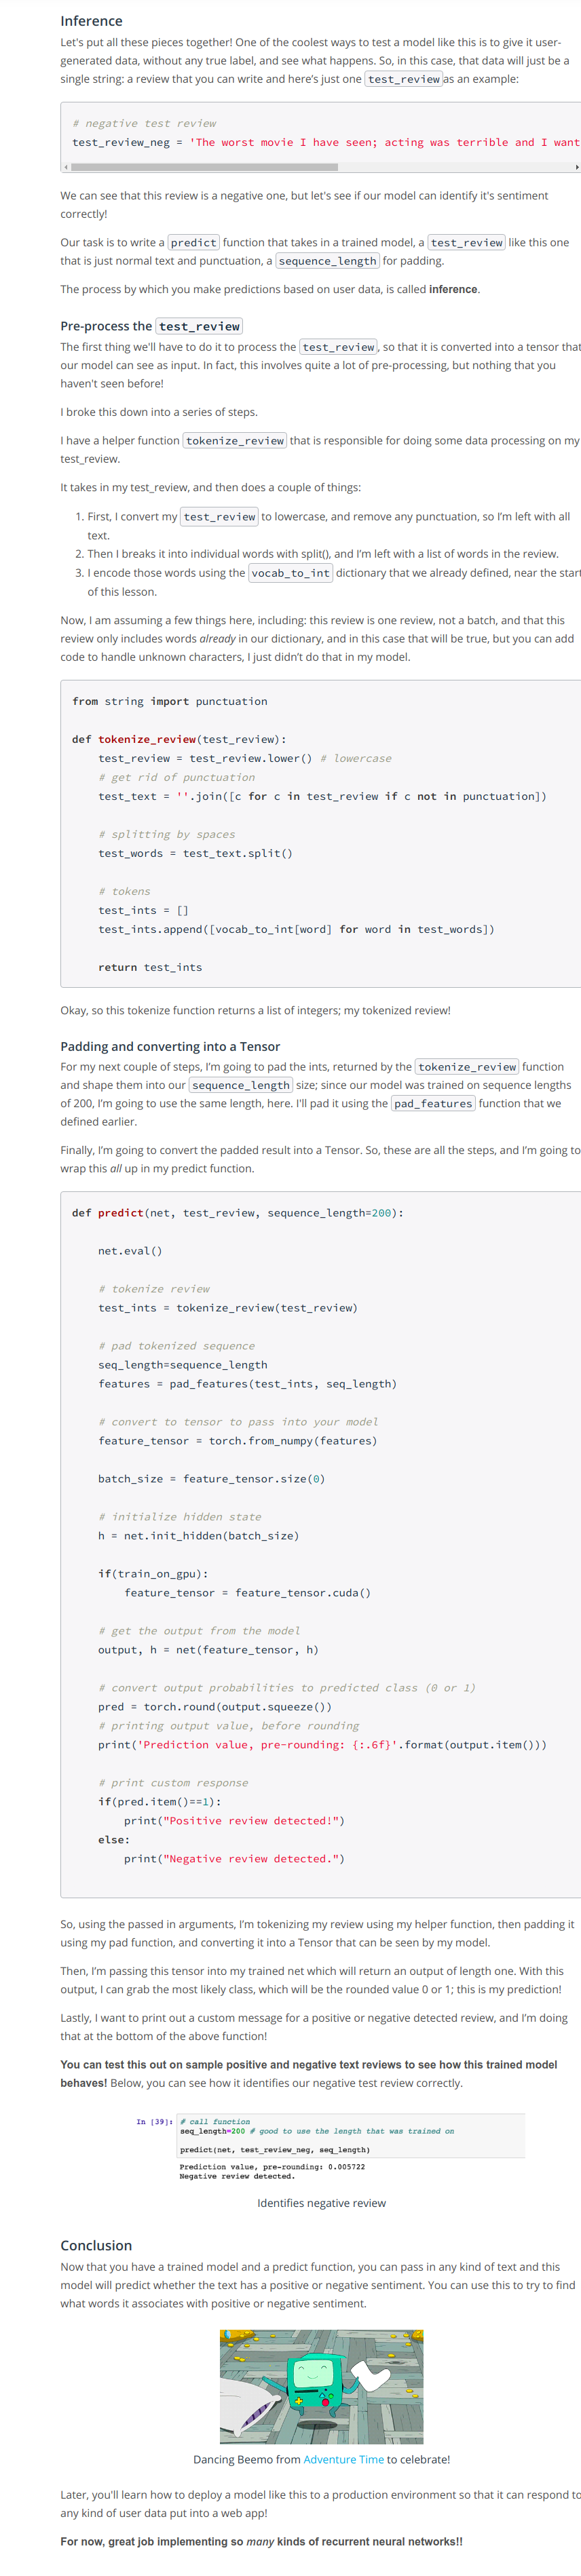 Inference
Let's put all these pieces together! One of the coolest ways to test a model like this is to give it user-
generated data, without any true label, and see what happens. So, in this case, that data will just be a
single string: a review that you can write and here's just one test_review as an example:
# negative test review
test_review_neg = 'The worst movie I have seen; acting was terrible and I want
We can see that this review is a negative one, but let's see if our model can identify it's sentiment
correctly!
Our task is to write a predict function that takes in a trained model, a test_review like this one
that is just normal text and punctuation, a sequence_length for padding.
The process by which you make predictions based on user data, is called inference.
Pre-process the test_review
The first thing we'll have to do it to process the test_review, so that it is converted into a tensor that
our model can see as input. In fact, this involves quite a lot of pre-processing, but nothing that you
haven't seen before!
I broke this down into a series of steps.
I have a helper function tokenize_review that is responsible for doing some data processing on my
test_review.
It takes in my test_review, and then does a couple of things:
1. First, I convert my test_review to lowercase, and remove any punctuation, so I'm left with all
text.
2. Then I breaks it into individual words with split(), and I'm left with a list of words in the review.
3. I encode those words using the vocab_to_int dictionary that we already defined, near the start
of this lesson.
Now, I am assuming a few things here, including: this review is one review, not a batch, and that this
review only includes words already in our dictionary, and in this case that will be true, but you can add
code to handle unknown characters, I just didn't do that in my model.
from string import punctuation
def tokenize_review(test_review):
test_review = test_review.lower() # lowercase
# get rid of punctuation
test_text = ''.join([c for c in test_review if c not in punctuation])
# splitting by spaces
test_words = test_text.split()
# tokens
test_ints = []
test_ints.append([vocab_to_int[word] for word in test_words])
return test_ints
Okay, so this tokenize function returns a list of integers; my tokenized review!
Padding and converting into a Tensor
For my next couple of steps, I'm going to pad the ints, returned by the tokenize_review function
and shape them into our sequence_length size; since our model was trained on sequence lengths
of 200, I'm going to use the same length, here. I'll pad it using the pad_features function that we
defined earlier.
Finally, I'm going to convert the padded result into a Tensor. So, these are all the steps, and I'm going to
wrap this all up in my predict function.
def predict(net, test_review, sequence_length=200):
net.eval()
# tokenize review
test_ints = tokenize_review(test_review)
# pad tokenized sequence
seq_length=sequence_length
features = pad_features(test_ints, seq_length)
# convert to tensor to pass into your model
feature_tensor = torch.from_numpy(features)
batch_size = feature_tensor.size(0)
# initialize hidden state
h = net.init_hidden(batch_size)
if(train_on_gpu):
feature_tensor = feature_tensor.cuda()
# get the output from the model
output, h = net(feature_tensor, h)
# convert output probabilities to predicted class (0 or 1)
pred = torch.round(output.squeeze())
# printing output value, before rounding
print('Prediction value, pre-rounding: {:.6f}'.format(output.item()))
# print custom response
if(pred.item()==1):
print("Positive review detected!")
else:
print("Negative review detected.")
So, using the passed in arguments, I'm tokenizing my review using my helper function, then padding it
using my pad function, and converting it into a Tensor that can be seen by my model.
Then, I'm passing this tensor into my trained net which will return an output of length one. With this
output, I can grab the most likely class, which will be the rounded value 0 or 1; this is my prediction!
Lastly, I want to print out a custom message for a positive or negative detected review, and I'm doing
that at the bottom of the above function!
You can test this out on sample positive and negative text reviews to see how this trained model
behaves! Below, you can see how it identifies our negative test review correctly.
In [39]: # call function
seq_length=200 # good to use the length that was trained on
predict(net, test_review_neg, seq_length)
Prediction value, pre-rounding: 0.005722
Negative review detected.
Identifies negative review
Conclusion
Now that you have a trained model and a predict function, you can pass in any kind of text and this
model will predict whether the text has a positive or negative sentiment. You can use this to try to find
what words it associates with positive or negative sentiment.
Dancing Beemo from Adventure Time to celebrate!
Later, you'll learn how to deploy a model like this to a production environment so that it can respond to
any kind of user data put into a web app!
For now, great job implementing so many kinds of recurrent neural networks!!